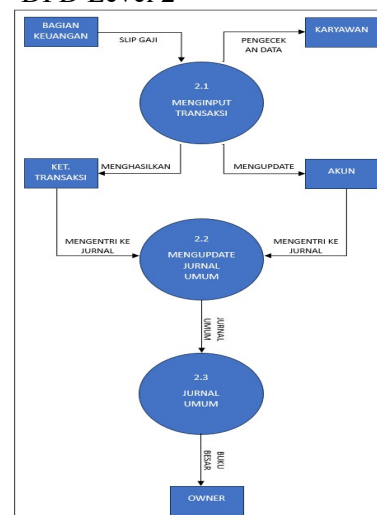 DFD Level 2
BAGIAN
KEUANGAN
SLIP GAJI
PENGECEK
AN DATA
KARYAWAN
2.1
MENGINPUT
TRANSAKSI
KET.
TRANSAKSI
MENGHASILKAN
MENGUPDATE
AKUN
MENGENTRI KE
JURNAL
2.2
MENGUPDATE
JURNAL
UMUM
MENGENTRI KE
JURNAL
JURNAL
UMUM
2.3
JURNAL
UMUM
BUKU
BESAR
OWNER